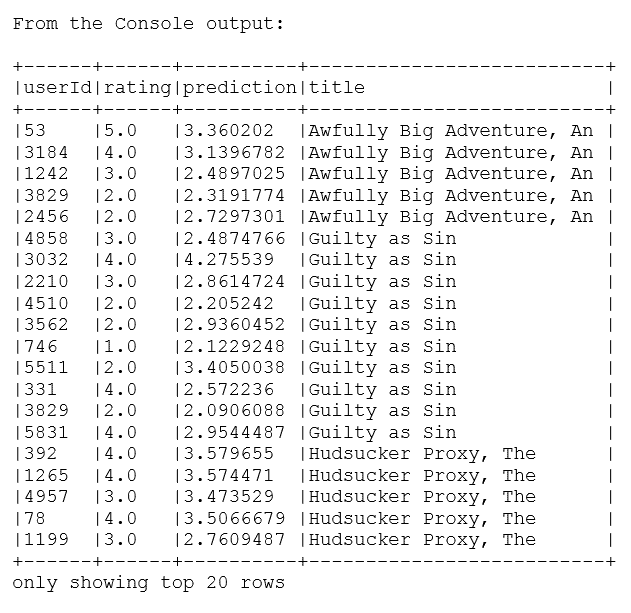 From the Console output:
+------+------+----------+--------------------------+
|userId|rating|prediction|title                     |
+------+------+----------+--------------------------+
|53    |5.0   |3.360202  |Awfully Big Adventure, An |
|3184  |4.0   |3.1396782 |Awfully Big Adventure, An |
|1242  |3.0   |2.4897025 |Awfully Big Adventure, An |
|3829  |2.0   |2.3191774 |Awfully Big Adventure, An |
|2456  |2.0   |2.7297301 |Awfully Big Adventure, An |
|4858  |3.0   |2.4874766 |Guilty as Sin             |
|3032  |4.0   |4.275539  |Guilty as Sin             |
|2210  |3.0   |2.8614724 |Guilty as Sin             |
|4510  |2.0   |2.205242  |Guilty as Sin             |
|3562  |2.0   |2.9360452 |Guilty as Sin             |
|746   |1.0   |2.1229248 |Guilty as Sin             |
|5511  |2.0   |3.4050038 |Guilty as Sin             |
|331   |4.0   |2.572236  |Guilty as Sin             |
|3829  |2.0   |2.0906088 |Guilty as Sin             |
|5831  |4.0   |2.9544487 |Guilty as Sin             |
|392   |4.0   |3.579655  |Hudsucker Proxy, The      |
|1265  |4.0   |3.574471  |Hudsucker Proxy, The      |
|4957  |3.0   |3.473529  |Hudsucker Proxy, The      |
|78    |4.0   |3.5066679 |Hudsucker Proxy, The      |
|1199  |3.0   |2.7609487 |Hudsucker Proxy, The      |
+------+------+----------+--------------------------+
only showing top 20 rows